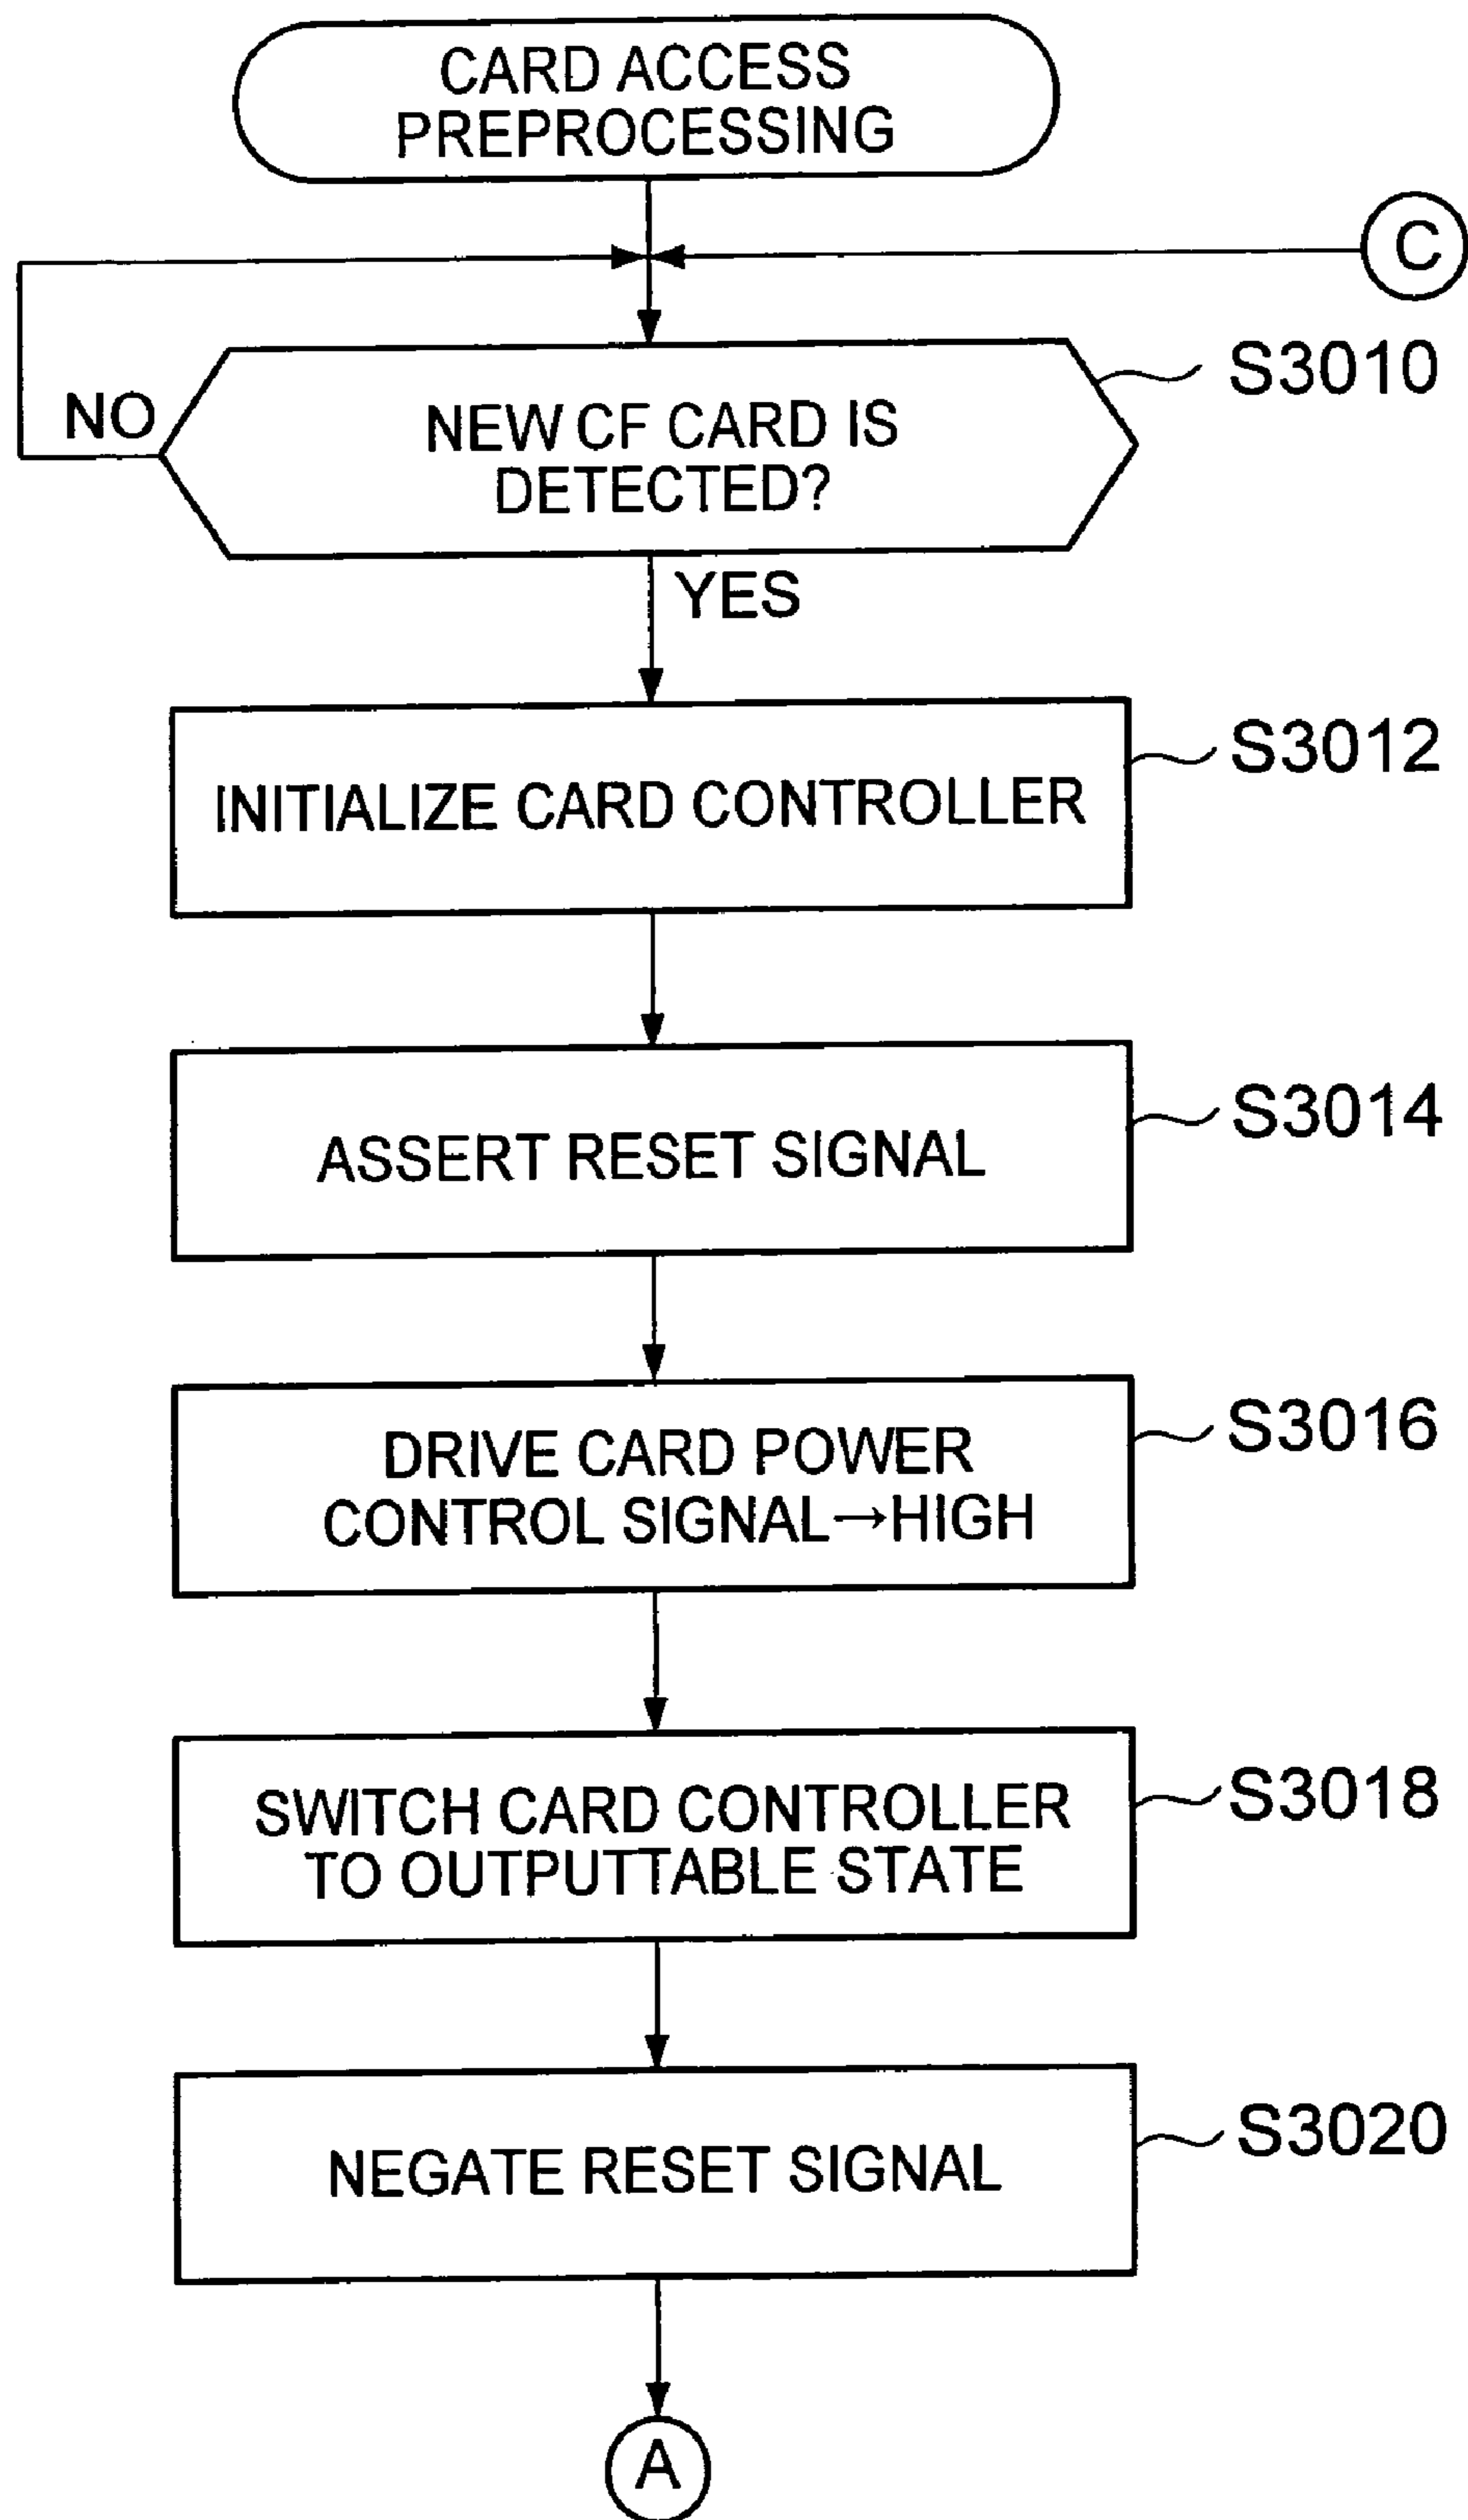 CARD ACCESS
PREPROCESSING
C
S3010
NO
NEW CF CARD IS
DETECTED?
YES
S3012
INITIALIZE CARD CONTROLLER
S3014
ASSERT RESET SIGNAL
S3016
DRIVE CARD POWER
CONTROL SIGNAL→HIGH
S3018
SWITCH CARD CONTROLLER
TO OUTPUTTABLE STATE
S3020
NEGATE RESET SIGNAL
A